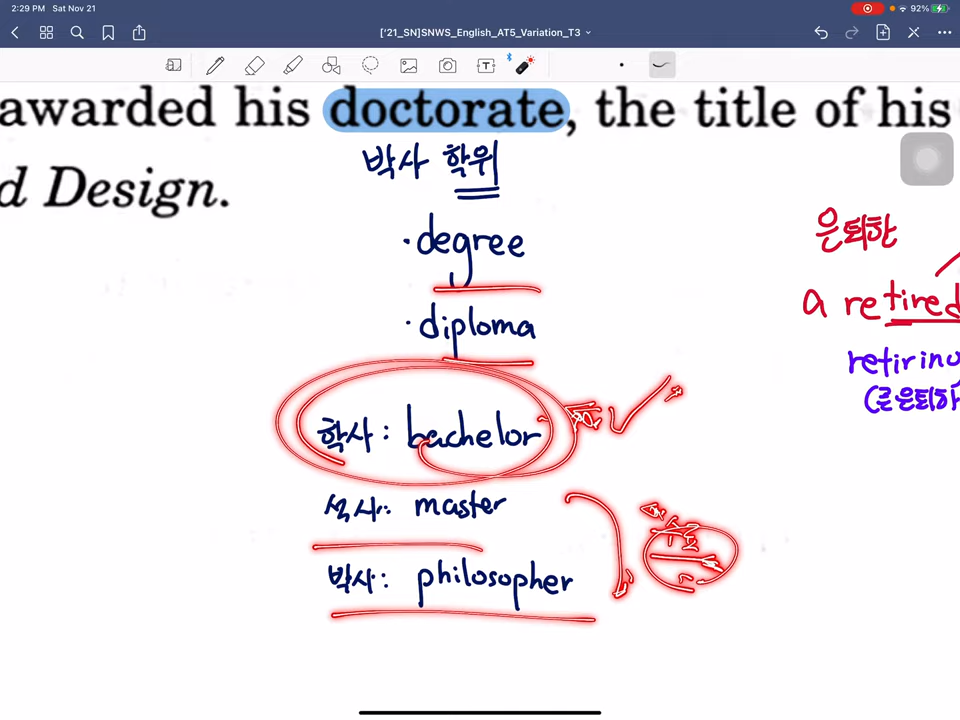 2:29 PM Sat Nov 21
92%
['21_SN]SNWS_English_AT5_Variation_T3
awarded his doctorate, the title of his
d Design.
박사 학위
·degree
·diploma
학사: bachelor
석사: master
박사: philosopher
은퇴한
a retired
retiring
(곧 은퇴하